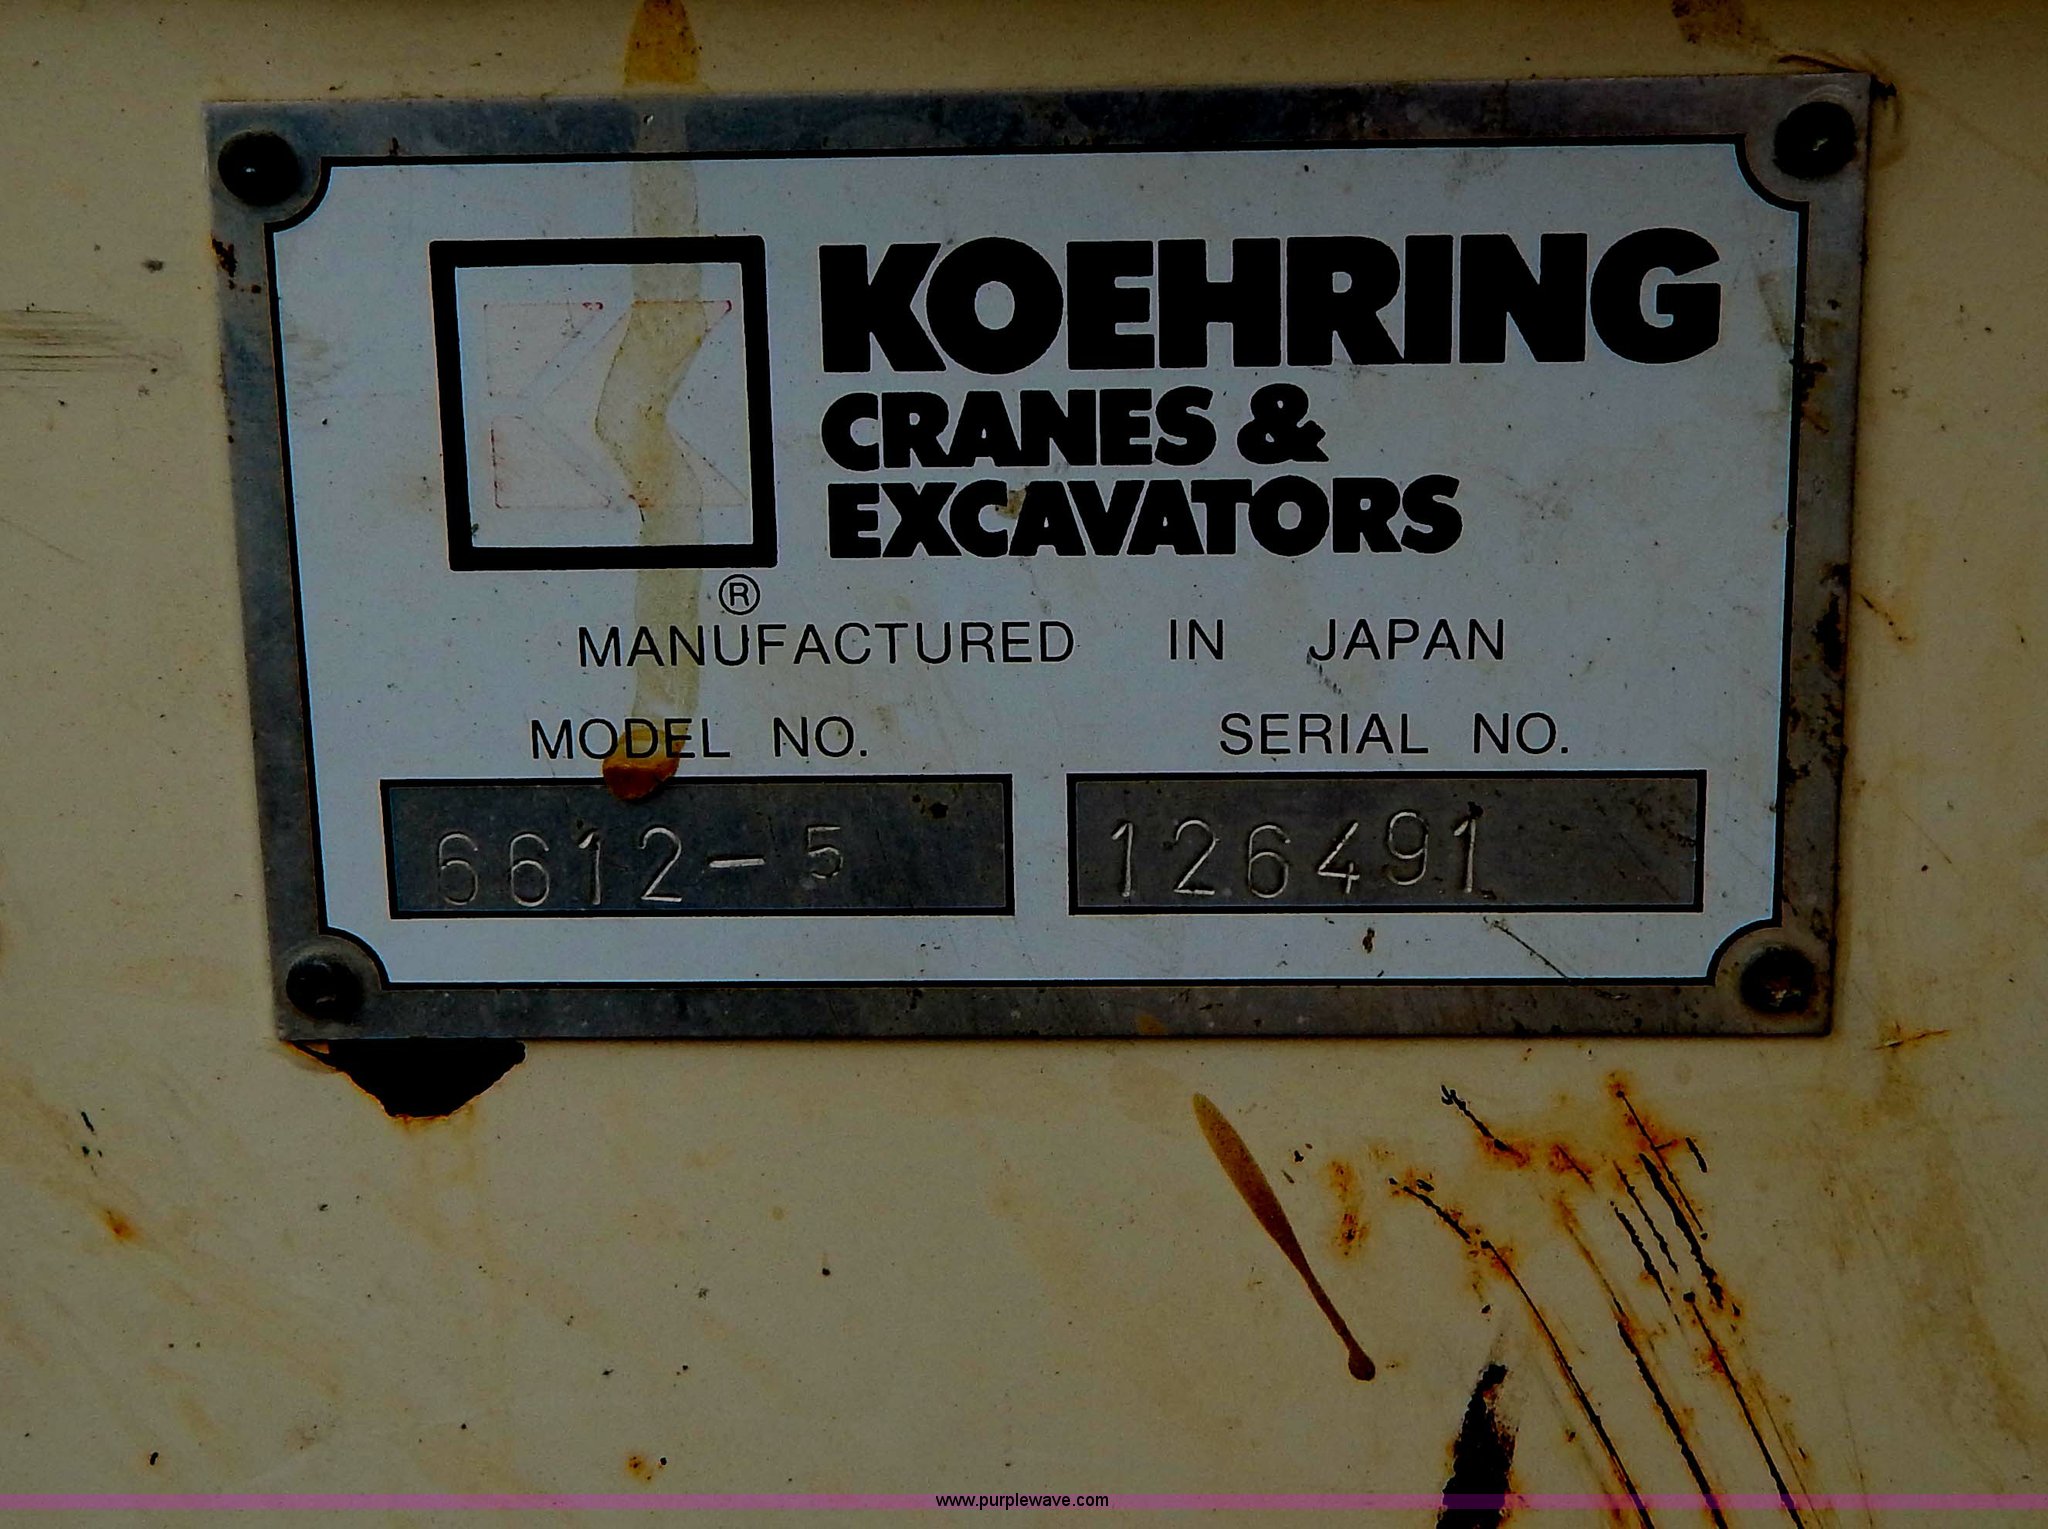 KOEHRING
CRANES &
EXCAVATORS
®
MANUFACTURED IN JAPAN
MODEL NO. SERIAL NO.
6612-5 126491
www.purplewave.com